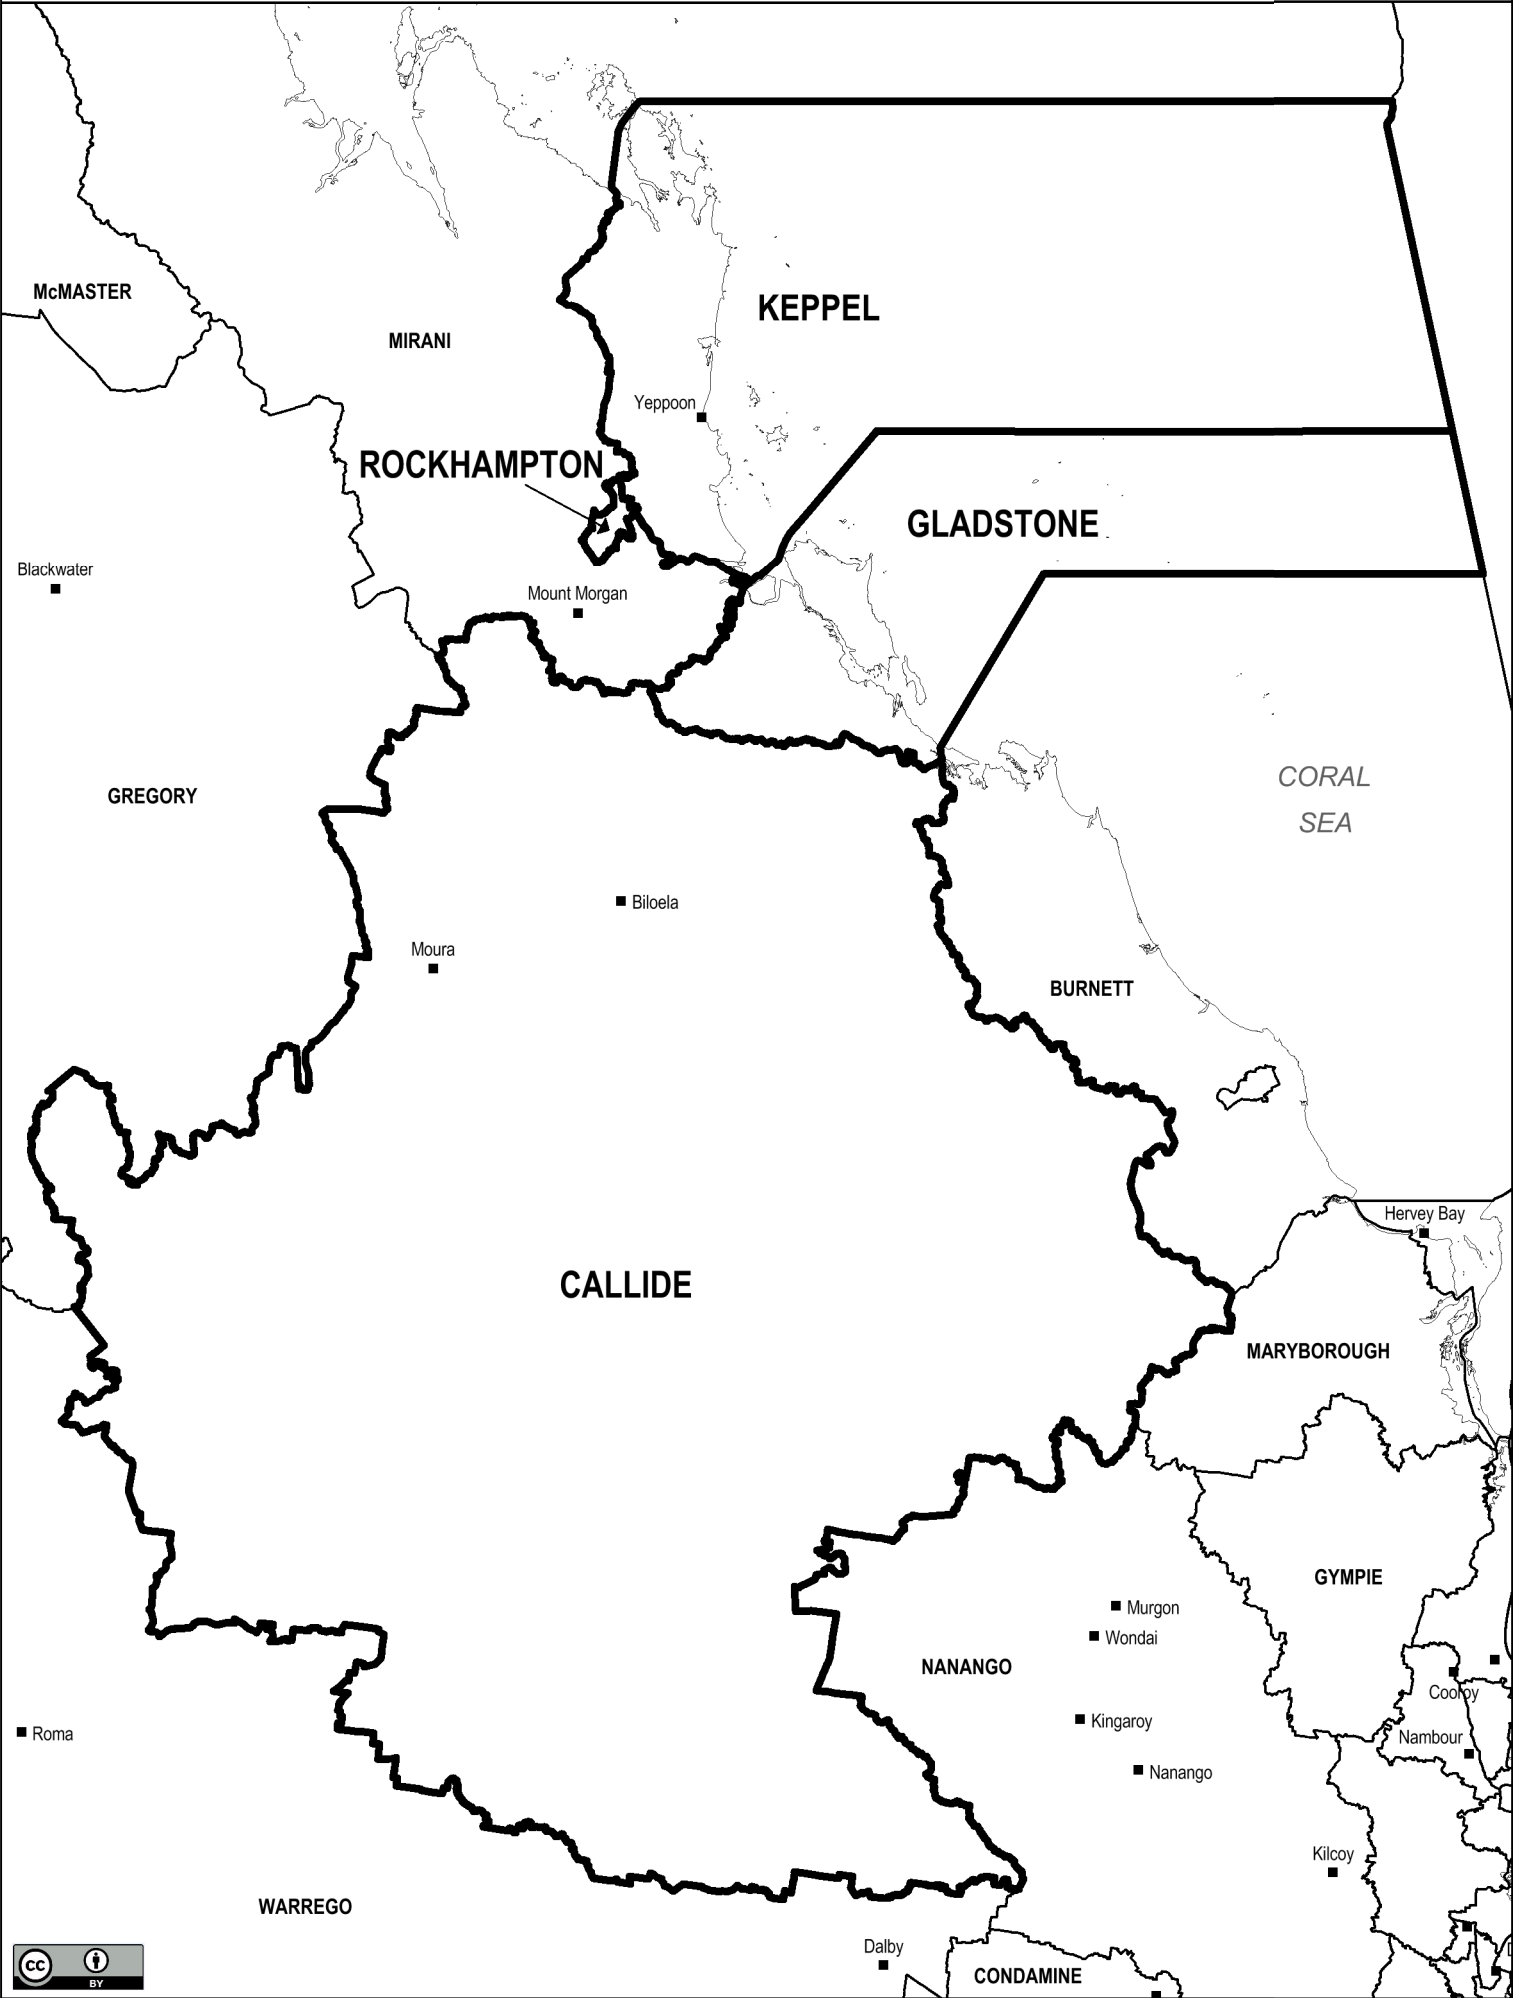 McMASTER
MIRANI
KEPPEL
Yeppoon
ROCKHAMPTON
GLADSTONE
Blackwater
Mount Morgan
GREGORY
CORAL
SEA
Biloela
Moura
BURNETT
Hervey Bay
CALLIDE
MARYBOROUGH
GYMPIE
Murgon
Wondai
NANANGO
Cooroy
Kingaroy
Roma
Nambour
Nanango
Kilcoy
WARREGO
Dalby
CONDAMINE
cc
BY